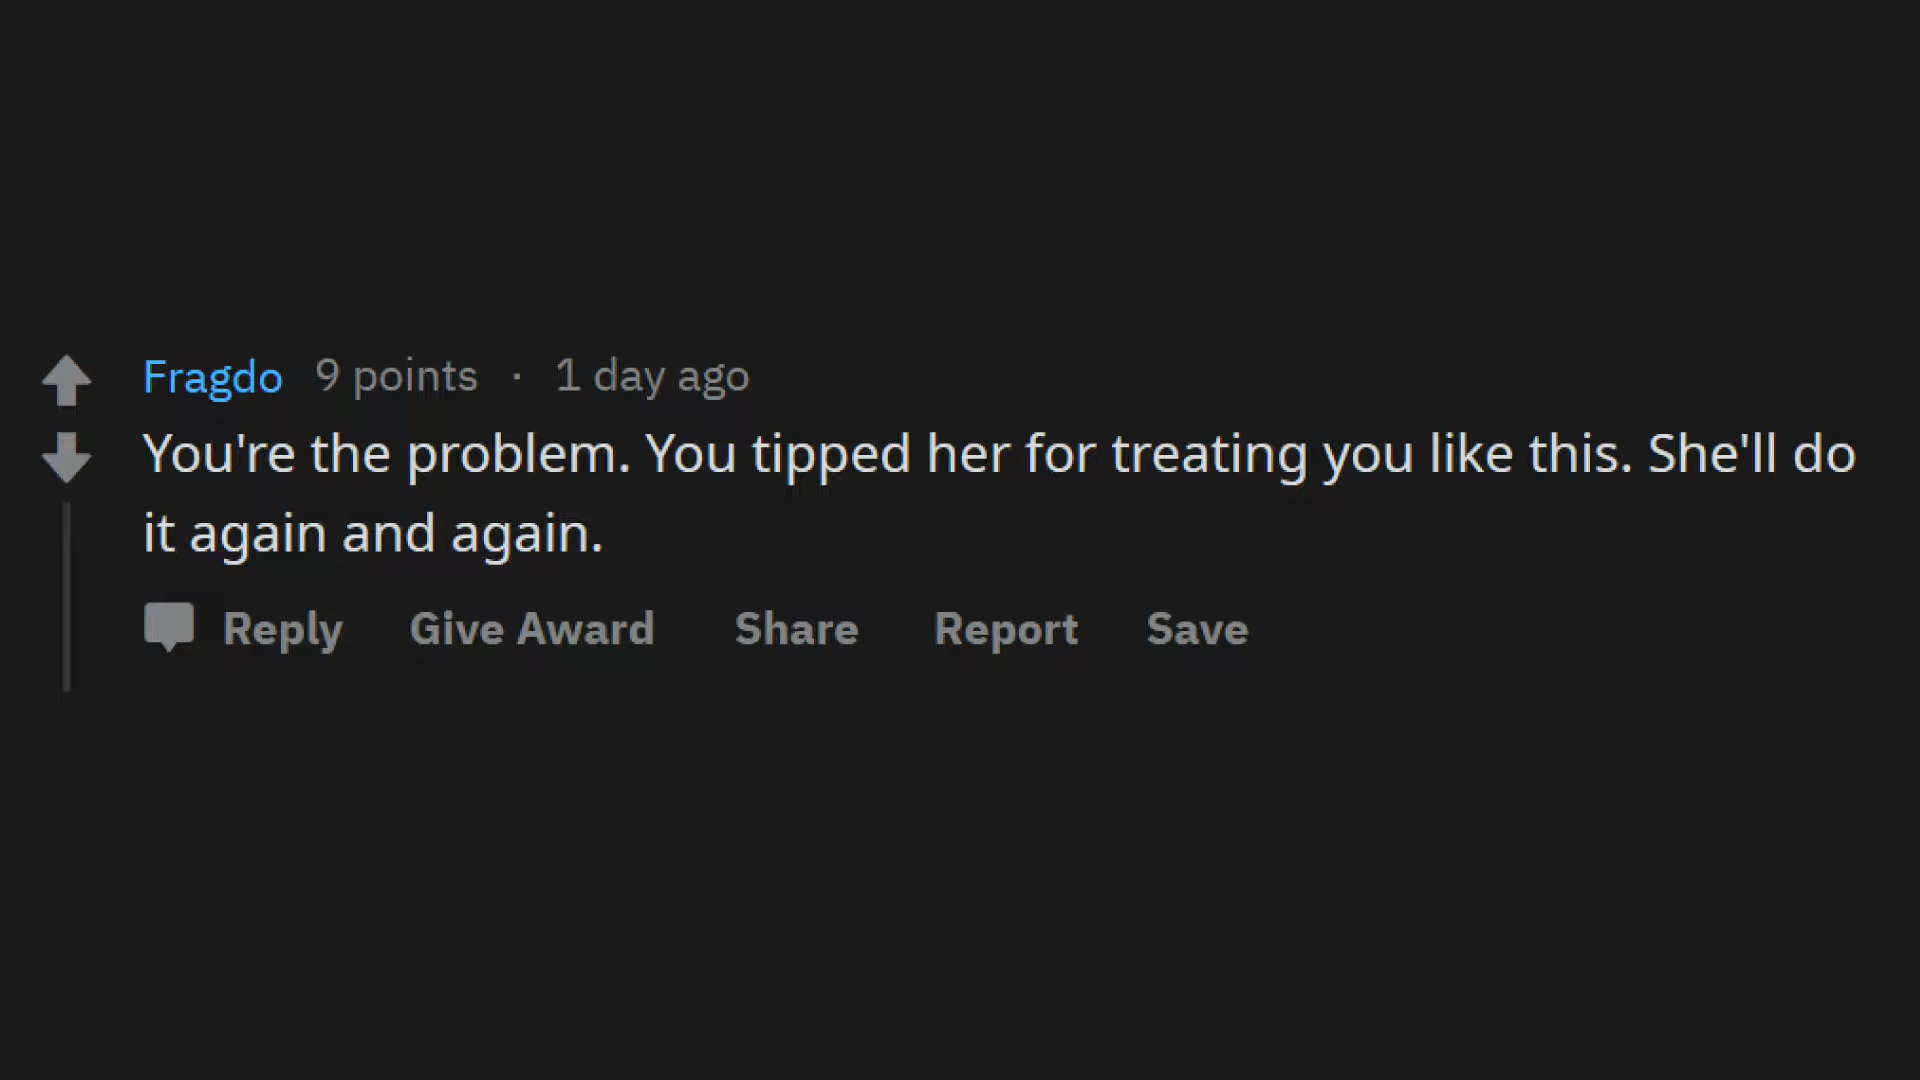 Fragdo 9 points · 1 day ago
You're the problem. You tipped her for treating you like this. She'll do
it again and again.
Reply Give Award Share Report Save